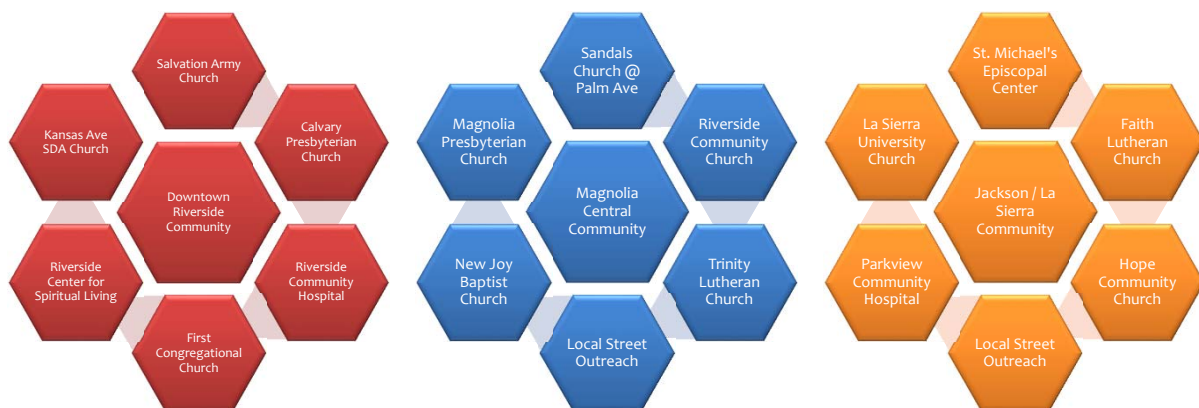 Salvation Army
Church
Kansas Ave
SDA Church
Calvary
Presbyterian
Church
Downtown
Riverside
Community
Riverside
Center for
Spiritual Living
Riverside
Community
Hospital
First
Congregational
Church
Sandals
Church @
Palm Ave
Magnolia
Presbyterian
Church
Riverside
Community
Church
Magnolia
Central
Community
New Joy
Baptist
Church
Trinity
Lutheran
Church
Local Street
Outreach
St. Michael's
Episcopal
Center
La Sierra
University
Church
Faith
Lutheran
Church
Jackson / La
Sierra
Community
Parkview
Community
Hospital
Hope
Community
Church
Local Street
Outreach